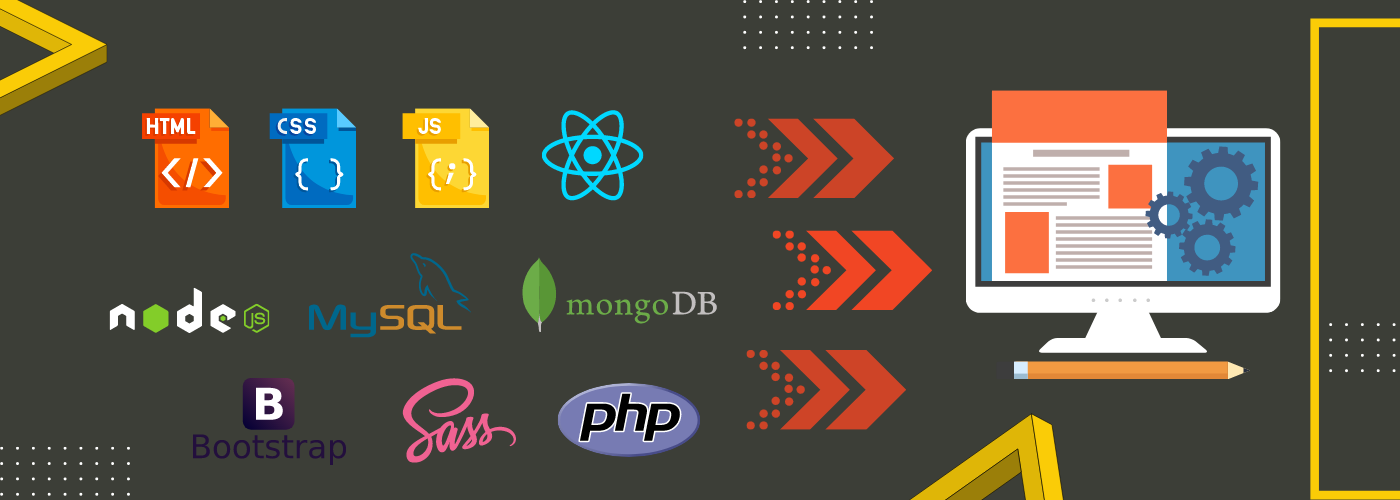 HTML
CSS
JS
</>
{ }
{;}
node
JS
MySQL
mongoDB
B
Bootstrap
Sass
php